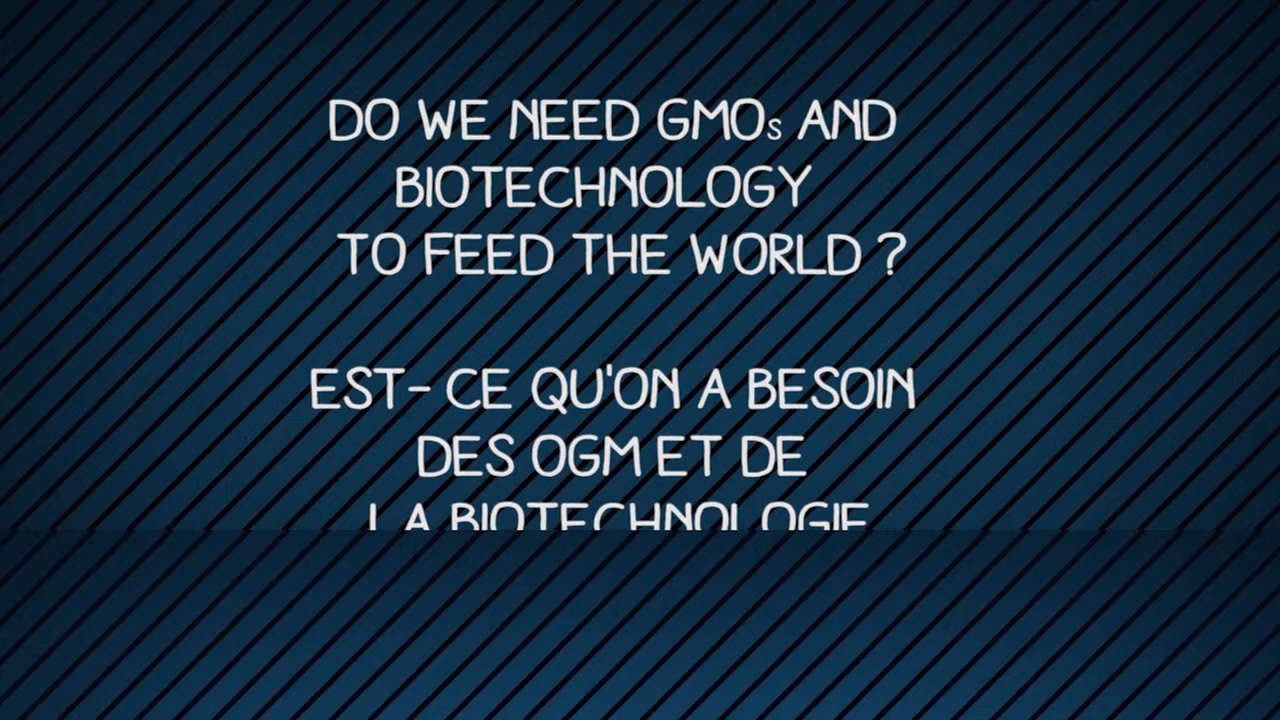 DO WE NEED GMOs AND
BIOTECHNOLOGY
TO FEED THE WORLD ?
EST- CE QU'ON A BESOIN
DES OGM ET DE
LA BIOTECHNOLOGIE